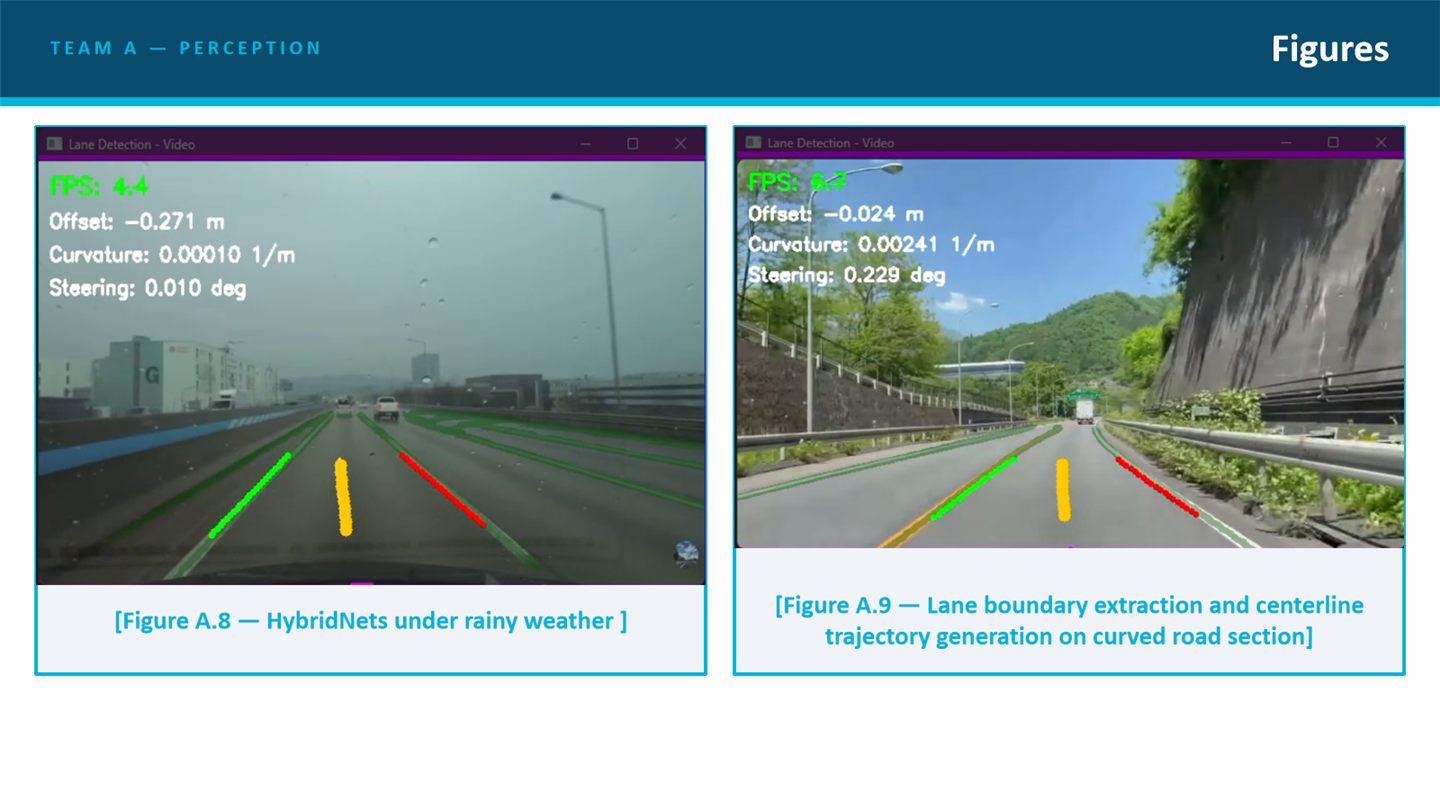 TEAM A — PERCEPTION
Figures
Lane Detection - Video
FPS: 4.4
Offset: -0.271 m
Curvature: 0.00010 1/m
Steering: 0.010 deg
G
[Figure A.8 — HybridNets under rainy weather ]
Lane Detection - Video
FPS:
Offset: -0.024 m
Curvature: 0.00241 1/m
Steering: 0.229 deg
[Figure A.9 — Lane boundary extraction and centerline
trajectory generation on curved road section]